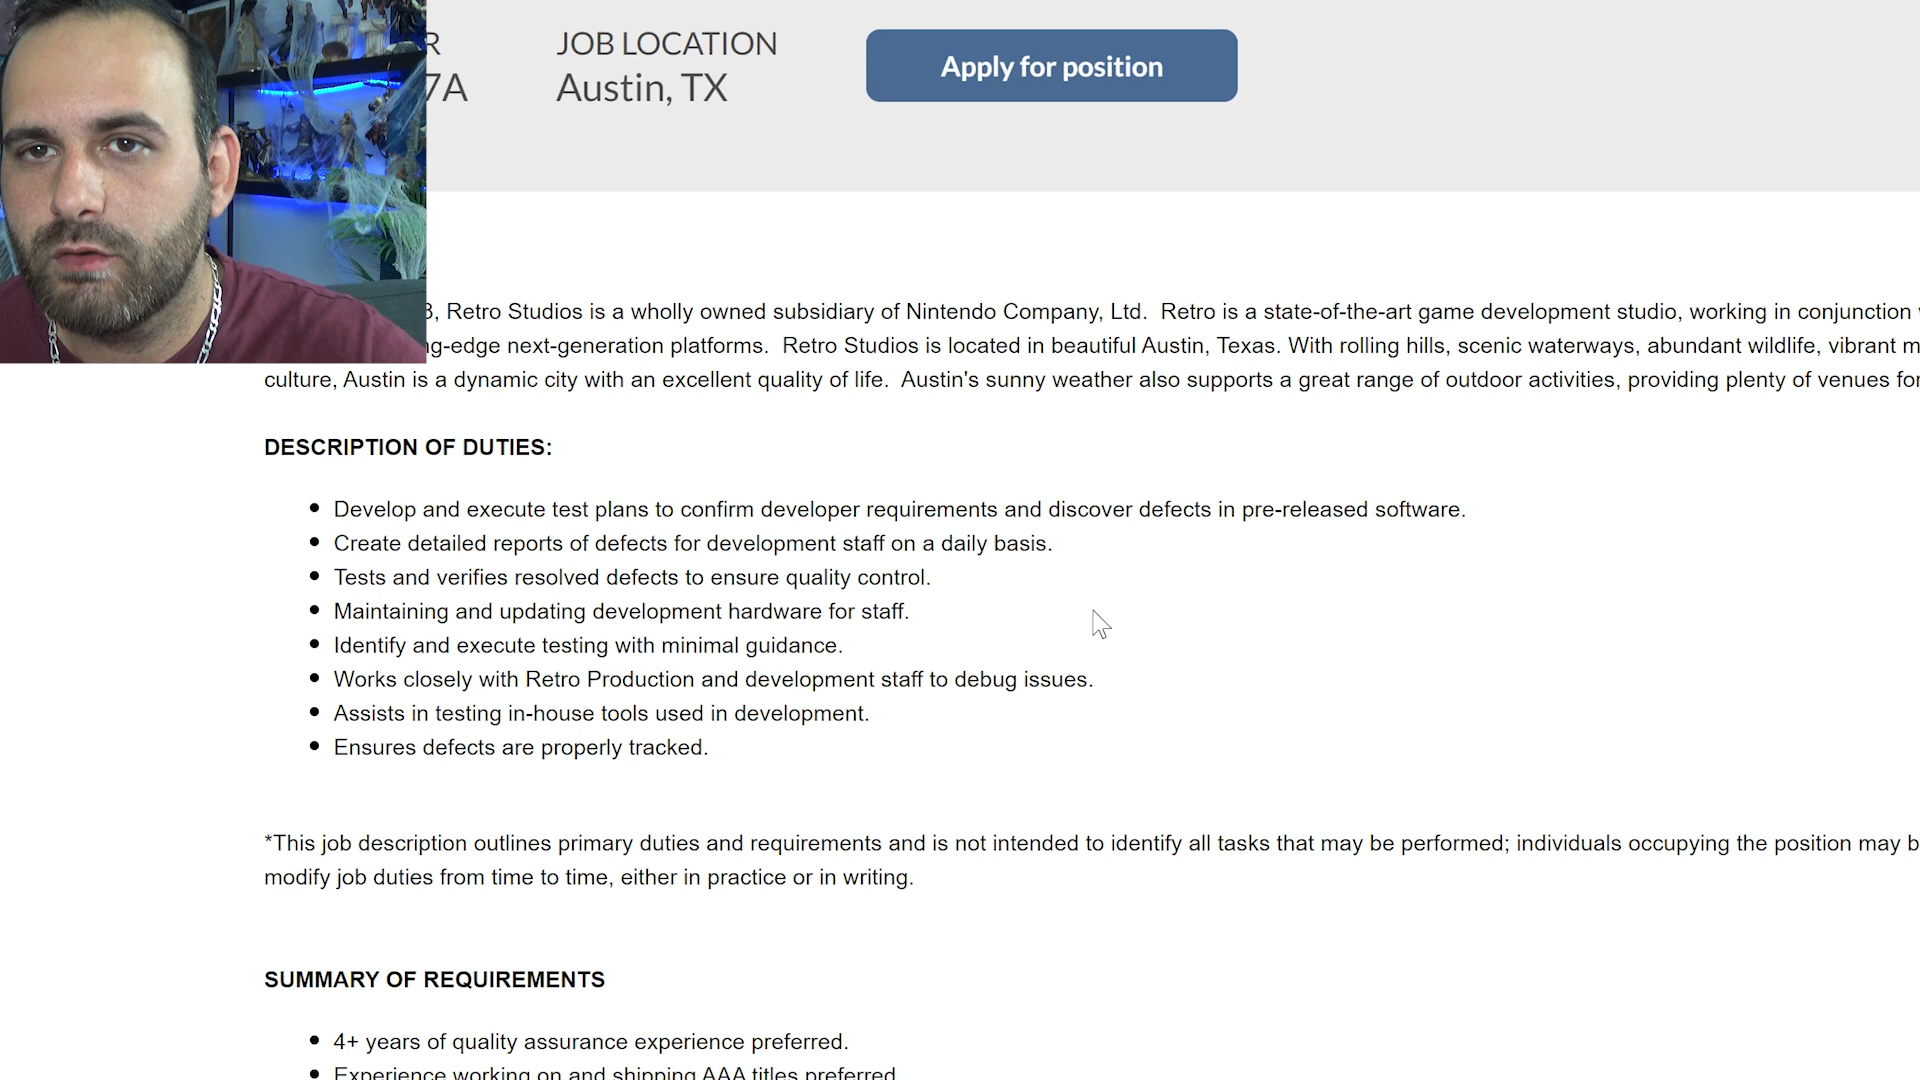 R
JOB LOCATION
7A
Austin, TX
Apply for position
, Retro Studios is a wholly owned subsidiary of Nintendo Company, Ltd.  Retro is a state-of-the-art game development studio, working in conjunction
g-edge next-generation platforms.  Retro Studios is located in beautiful Austin, Texas. With rolling hills, scenic waterways, abundant wildlife, vibrant m
culture, Austin is a dynamic city with an excellent quality of life.  Austin's sunny weather also supports a great range of outdoor activities, providing plenty of venues for
DESCRIPTION OF DUTIES:
Develop and execute test plans to confirm developer requirements and discover defects in pre-released software.
Create detailed reports of defects for development staff on a daily basis.
Tests and verifies resolved defects to ensure quality control.
Maintaining and updating development hardware for staff.
Identify and execute testing with minimal guidance.
Works closely with Retro Production and development staff to debug issues.
Assists in testing in-house tools used in development.
Ensures defects are properly tracked.
*This job description outlines primary duties and requirements and is not intended to identify all tasks that may be performed; individuals occupying the position may b
modify job duties from time to time, either in practice or in writing.
SUMMARY OF REQUIREMENTS
4+ years of quality assurance experience preferred.
Experience working on and shipping AAA titles preferred